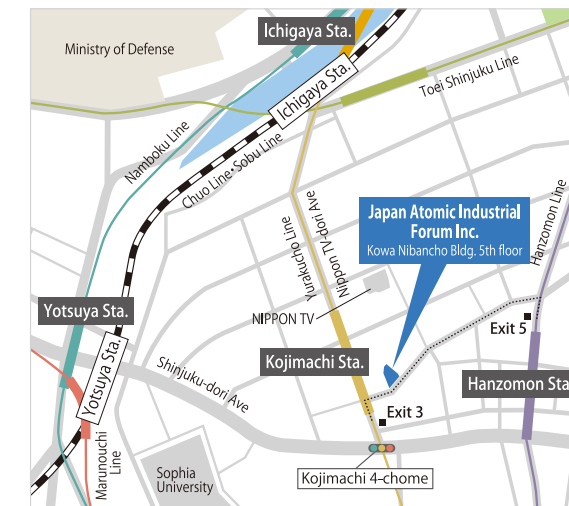 Ichigaya Sta.
Ministry of Defense
Ichigaya Sta.
Toei Shinjuku Line
Namboku Line
Chuo Line・Sobu Line
Hanzomon Line
Japan Atomic Industrial
Forum Inc.
Kowa Nibancho Bldg. 5th floor
Yurakucho Line
Nippon TV-dori Ave
NIPPON TV
Yotsuya Sta.
Exit 5
Yotsuya Sta.
Shinjuku-dori Ave
Kojimachi Sta.
Hanzomon Sta
Exit 3
Marunouchi
Line
Sophia
University
Kojimachi 4-chome